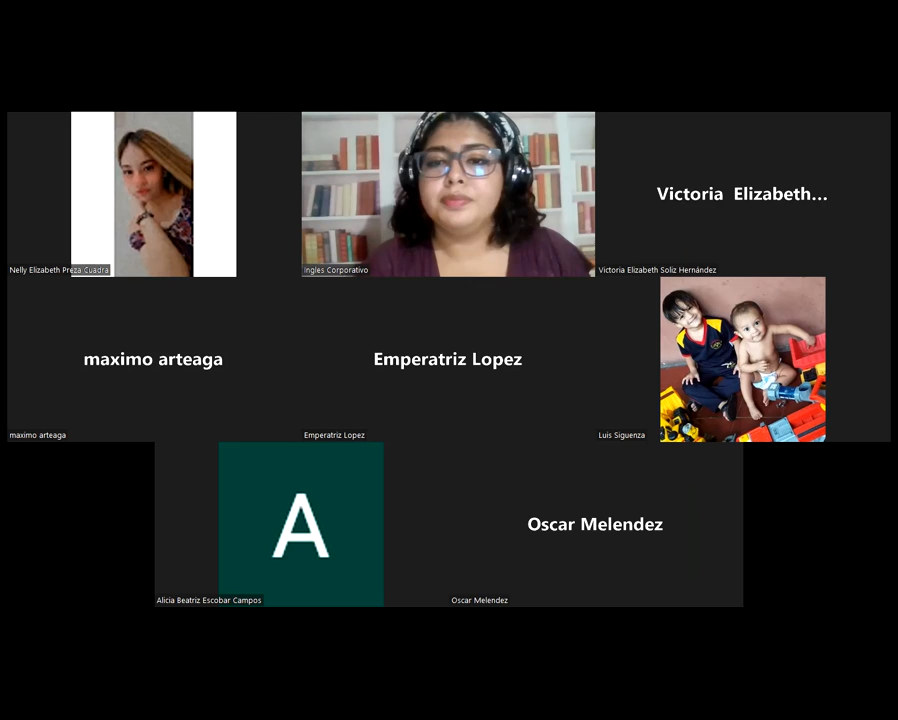 Nelly Elizabeth Preza Cuadra
Ingles Corporativo
Victoria Elizabeth...
Victoria Elizabeth Soliz Hernández
maximo arteaga
maximo arteaga
Emperatriz Lopez
Emperatriz Lopez
Luis Siguenza
A
Alicia Beatriz Escobar Campos
Oscar Melendez
Oscar Melendez